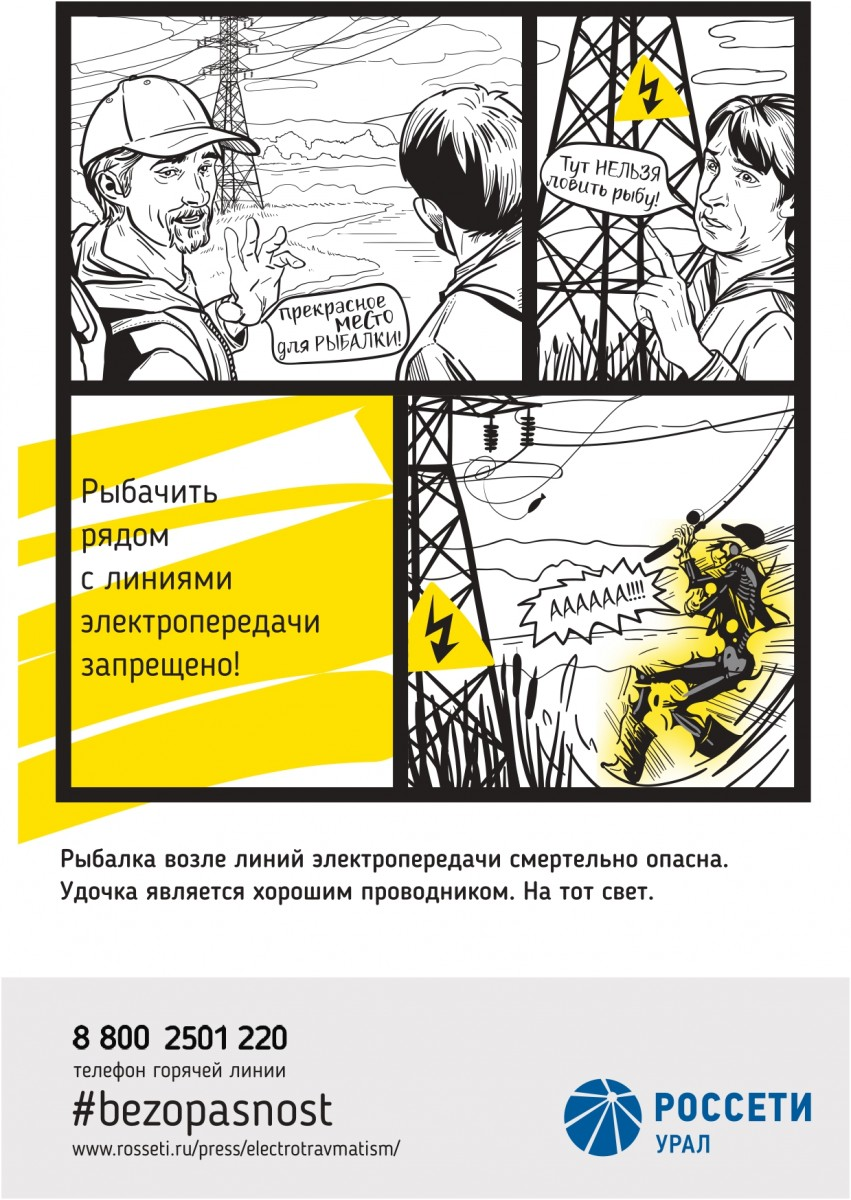 прекрасное
место
для РЫБАЛКИ!
Тут НЕЛЬЗЯ
ловить рыбу!
Рыбачить
рядом
с линиями
электропередачи
запрещено!
АААААА!!!!
Рыбалка возле линий электропередачи смертельно опасна.
Удочка является хорошим проводником. На тот свет.
8 800 2501 220
телефон горячей линии
#bezopasnost
www.rosseti.ru/press/electrotravmatism/
РОССЕТИ
УРАЛ